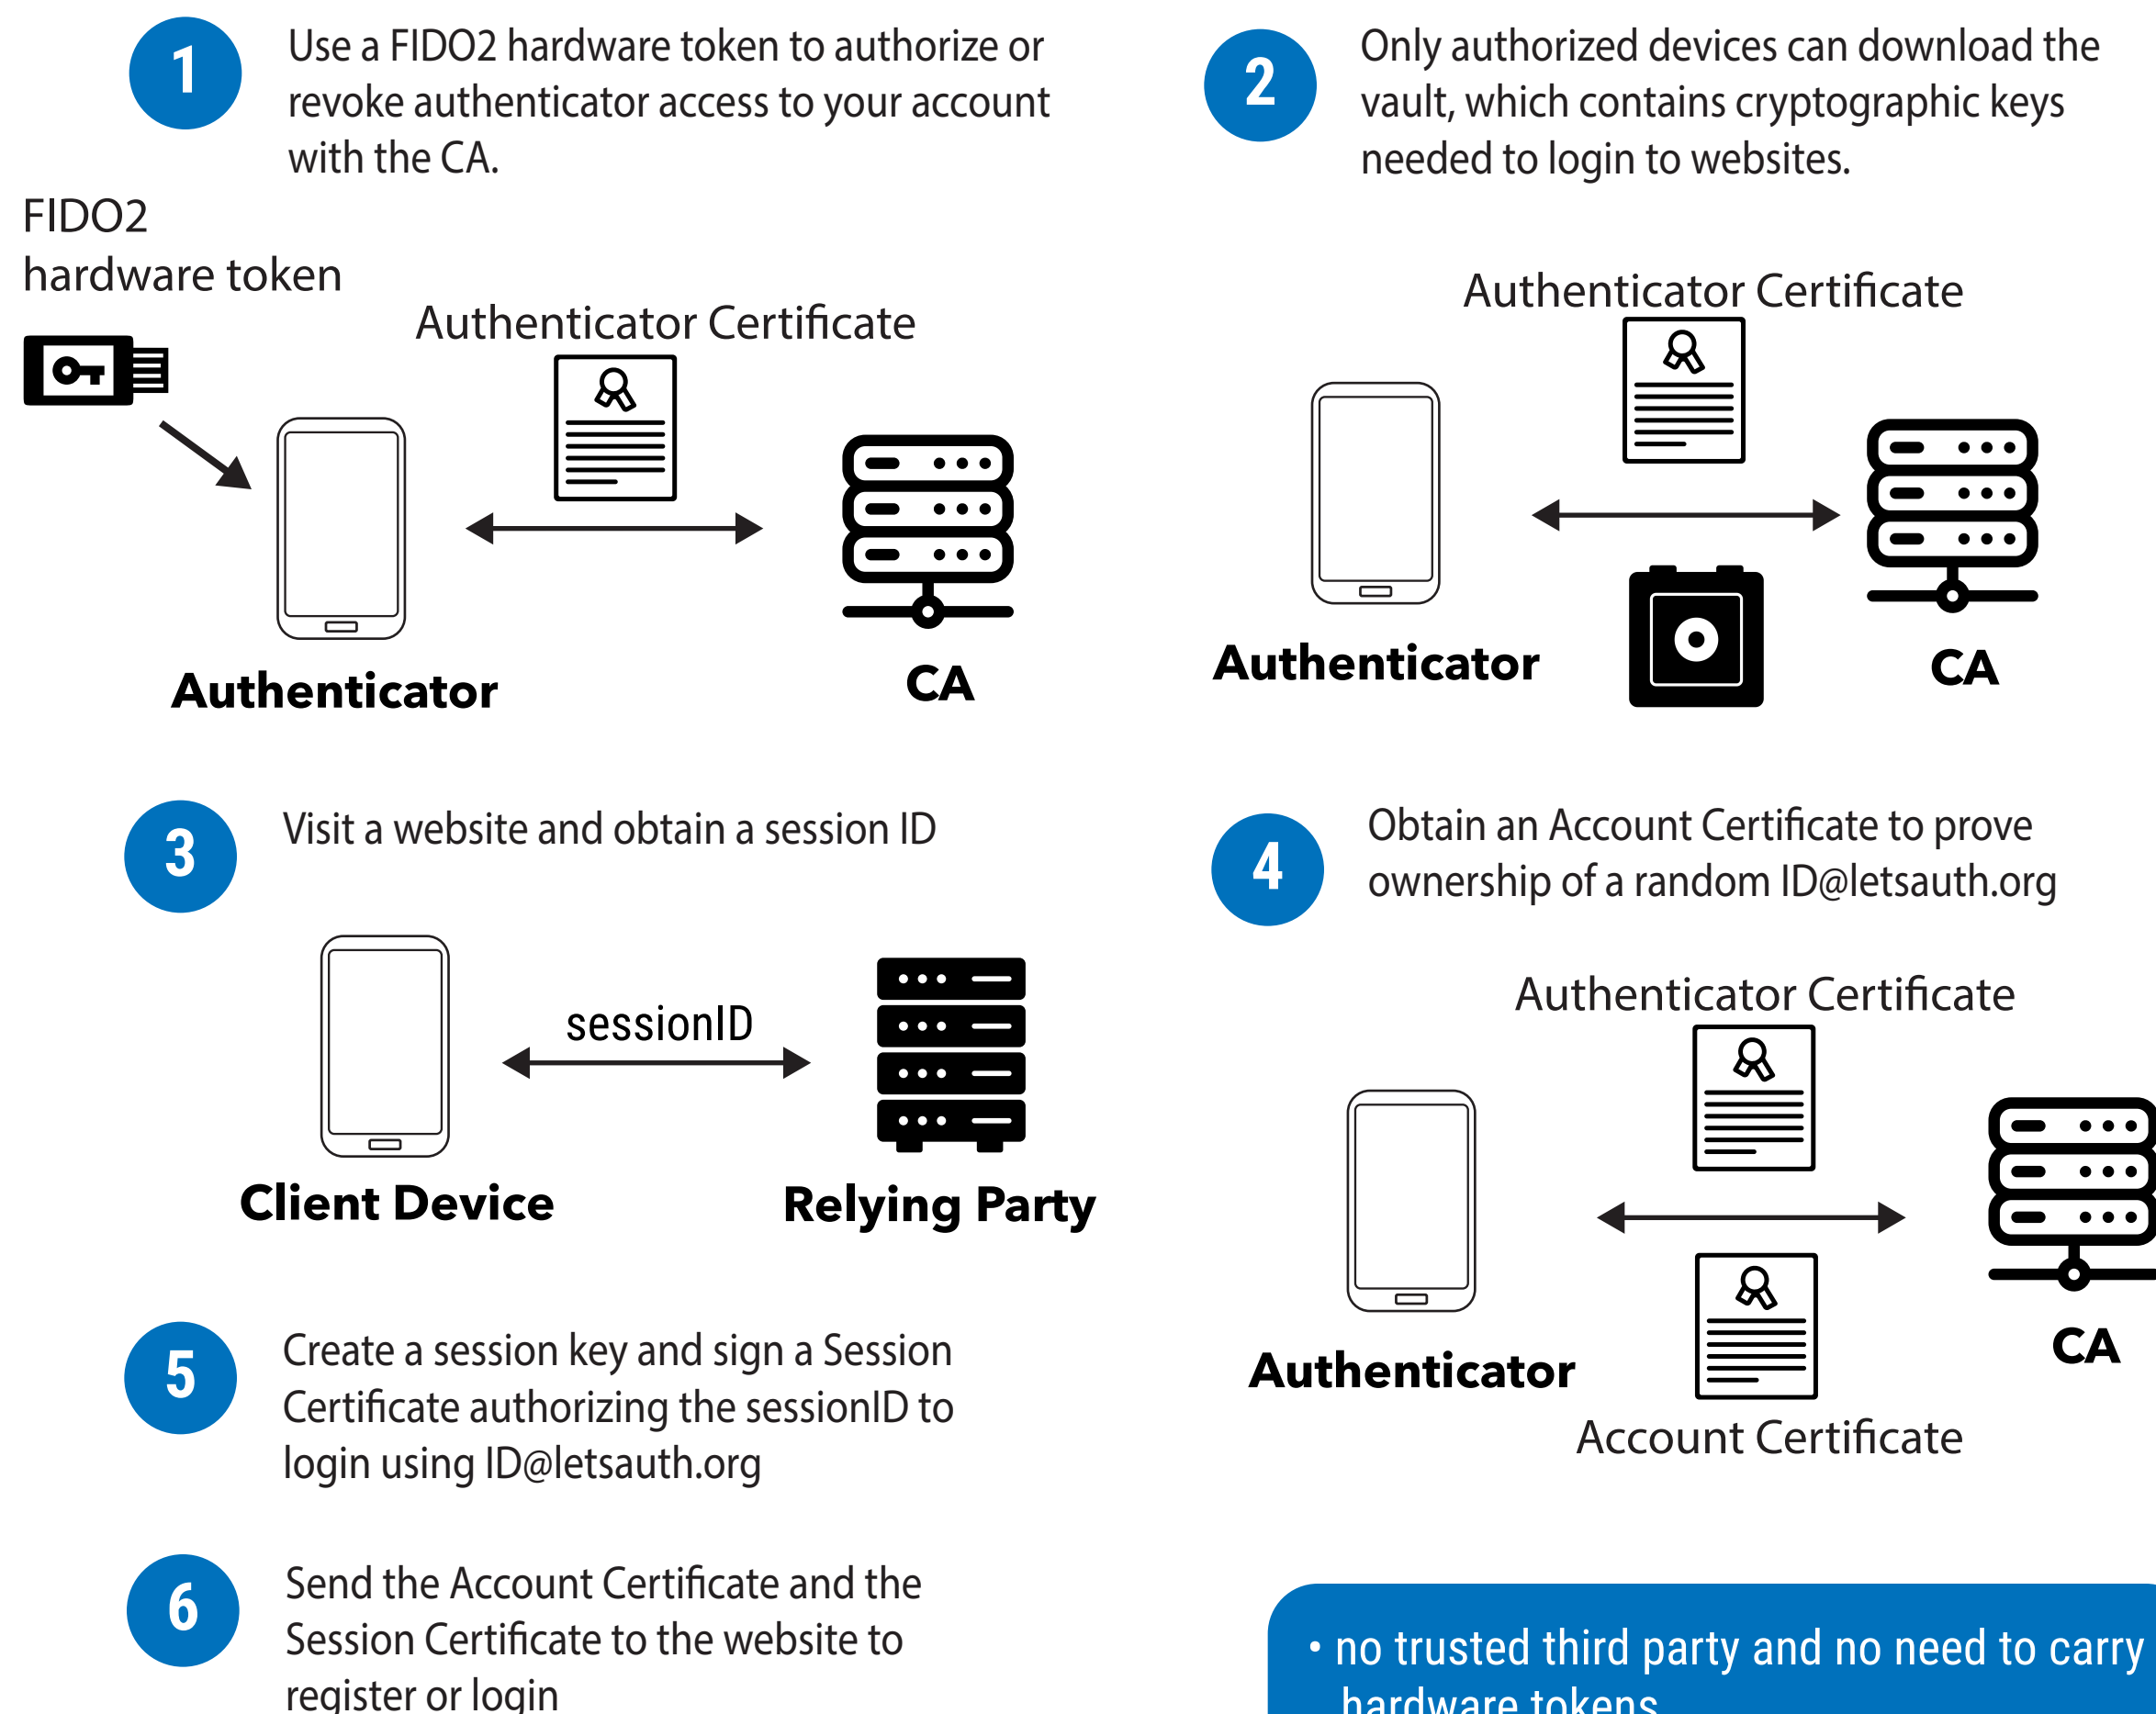 1
Use a FIDO2 hardware token to authorize or
revoke authenticator access to your account
with the CA.
FIDO2
hardware token
Authenticator Certificate
Authenticator
CA
2
Only authorized devices can download the
vault, which contains cryptographic keys
needed to login to websites.
Authenticator Certificate
Authenticator
CA
3
Visit a website and obtain a session ID
sessionID
Client Device
Relying Party
4
Obtain an Account Certificate to prove
ownership of a random ID@letsauth.org
Authenticator Certificate
Authenticator
CA
Account Certificate
5
Create a session key and sign a Session
Certificate authorizing the sessionID to
login using ID@letsauth.org
6
Send the Account Certificate and the
Session Certificate to the website to
register or login
• no trusted third party and no need to carry
hardware tokens